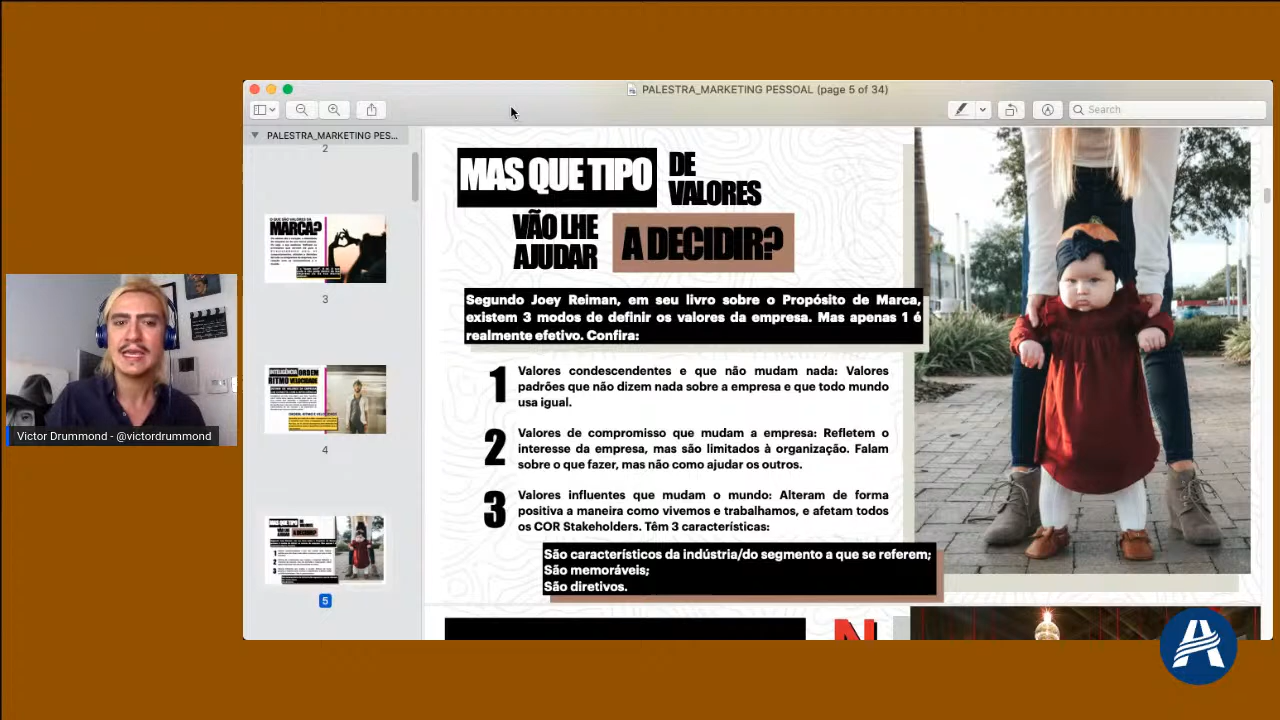 PALESTRA_MARKETING PESSOAL (page 5 of 34)
Search
PALESTRA_MARKETING PES...
2
MARCA?
3
INTELIGÊNCIA ORDEM
RITMO VELOCIDADE
4
5
MAS QUE TIPO DE
VALORES
VÃO LHE
AJUDAR A DECIDIR?
Segundo Joey Reiman, em seu livro sobre o Propósito de Marca,
existem 3 modos de definir os valores da empresa. Mas apenas 1 é
realmente efetivo. Confira:
1 Valores condescendentes e que não mudam nada: Valores
padrões que não dizem nada sobre a empresa e que todo mundo
usa igual.
2 Valores de compromisso que mudam a empresa: Refletem o
interesse da empresa, mas são limitados à organização. Falam
sobre o que fazer, mas não como ajudar os outros.
3 Valores influentes que mudam o mundo: Alteram de forma
positiva a maneira como vivemos e trabalhamos, e afetam todos
os COR Stakeholders. Têm 3 características:
São característicos da indústria/do segmento a que se referem;
São memoráveis;
São diretivos.
Victor Drummond - @victordrummond